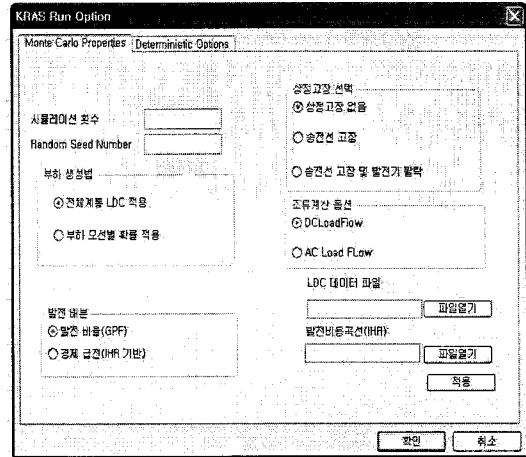 KRAS Run Option
Monte Carlo Properties
Deterministic Options
시뮬레이션 횟수
Random Seed Number
부하 생성법
전체계통 LDC 적용
부하 모선별 확률 적용
발전 배분
발전 비율(GPF)
경제 급전(IHR 기반)
상정고장 선택
상정고장 없음
송전선 고장
송전선 고장 및 발전기 탈락
조류계산 옵션
DCLoadFlow
AC Load FLow
LDC 데이터 파일
파일열기
발전비용곡선(IHR)
파일열기
적용
확인
취소